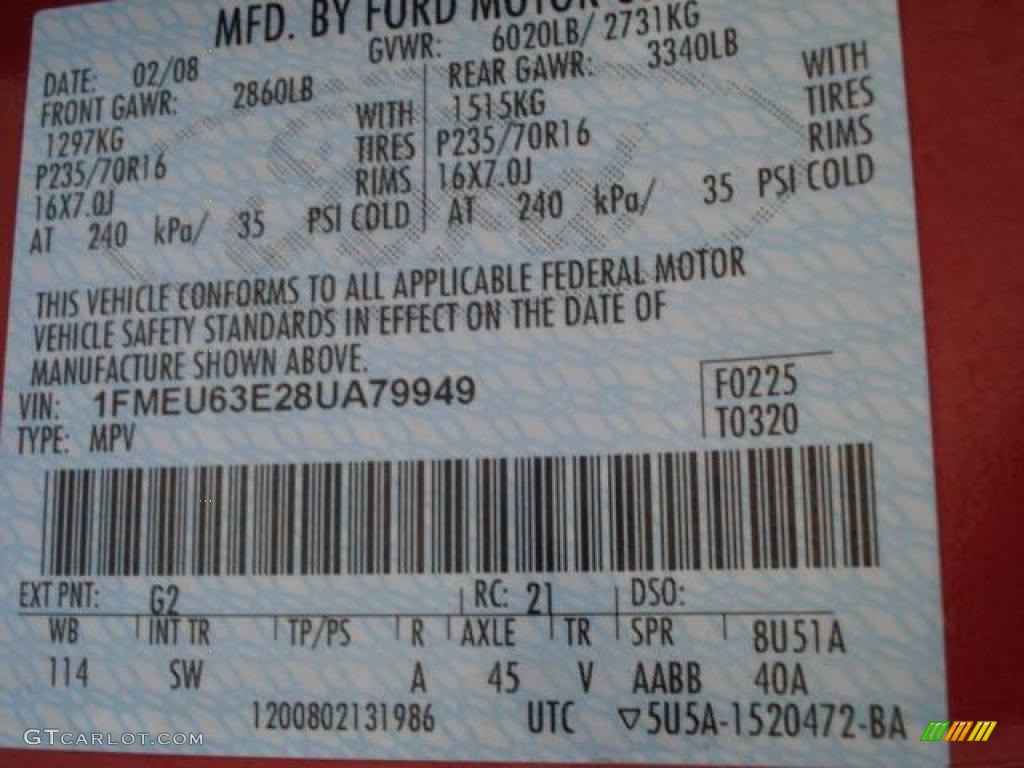 MFD. BY FORD MOTOR
GVWR: 6020LB/ 2731KG
DATE: 02/08
FRONT GAWR: 2860LB
1297KG WITH
P235/70R16 TIRES
16X7.0J RIMS
AT 240 kPa/ 35 PSI COLD
REAR GAWR: 3340LB
1515KG WITH
P235/70R16 TIRES
16X7.0J RIMS
AT 240 kPa/ 35 PSI COLD
THIS VEHICLE CONFORMS TO ALL APPLICABLE FEDERAL MOTOR
VEHICLE SAFETY STANDARDS IN EFFECT ON THE DATE OF
MANUFACTURE SHOWN ABOVE.
VIN: 1FMEU63E28UA79949
TYPE: MPV
F0225
T0320
EXT PNT: G2 RC: 21 DSO:
WB INT TR TP/PS R AXLE TR SPR 8U51A
114 SW A 45 V AABB 40A
1200802131986 UTC ▽5U5A-1520472-BA
GTCARLOT.COM